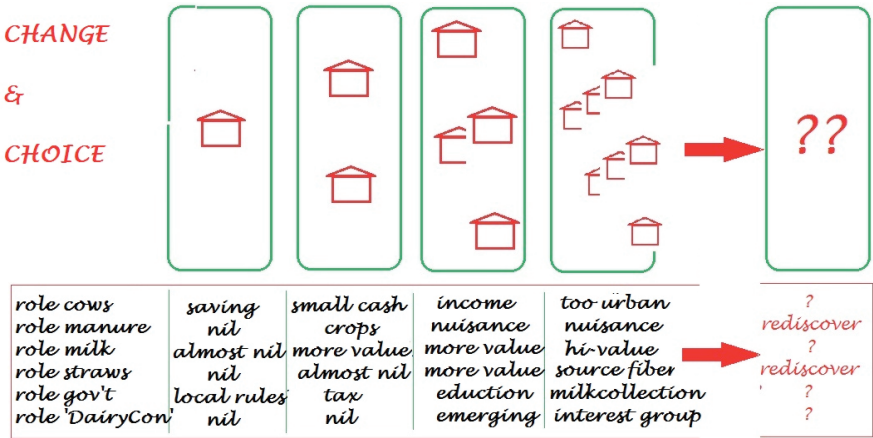 CHANGE
&
CHOICE
??
role cows saving small cash income too urban ?
role manure nil crops nuisance nuisance rediscover
role milk almost nil more value more value hi-value ?
role straws nil almost nil more value source fiber rediscover
role gov't local rules tax eduction milkcollection ?
role 'DairyCon' nil nil emerging interest group ?